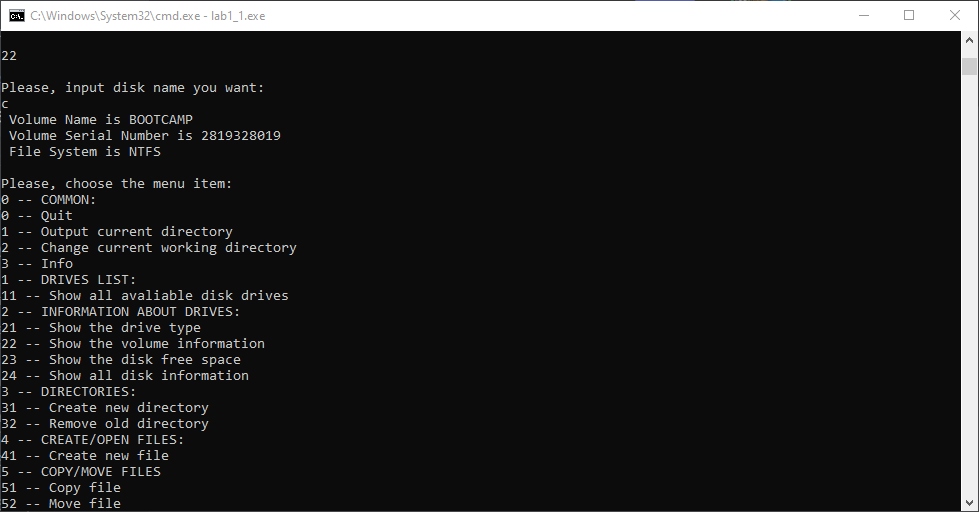 C:\Windows\System32\cmd.exe - lab1_1.exe
22
Please, input disk name you want:
c
Volume Name is BOOTCAMP
Volume Serial Number is 2819328019
File System is NTFS
Please, choose the menu item:
0 -- COMMON:
0 -- Quit
1 -- Output current directory
2 -- Change current working directory
3 -- Info
1 -- DRIVES LIST:
11 -- Show all avaliable disk drives
2 -- INFORMATION ABOUT DRIVES:
21 -- Show the drive type
22 -- Show the volume information
23 -- Show the disk free space
24 -- Show all disk information
3 -- DIRECTORIES:
31 -- Create new directory
32 -- Remove old directory
4 -- CREATE/OPEN FILES:
41 -- Create new file
5 -- COPY/MOVE FILES
51 -- Copy file
52 -- Move file